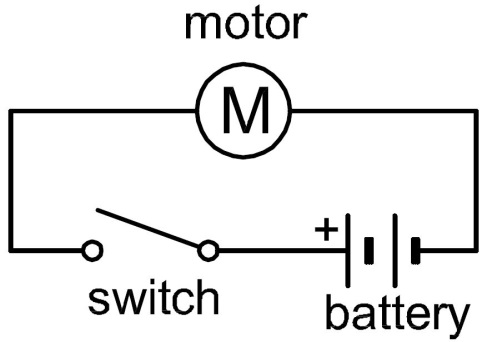 motor
M
+
switch
battery